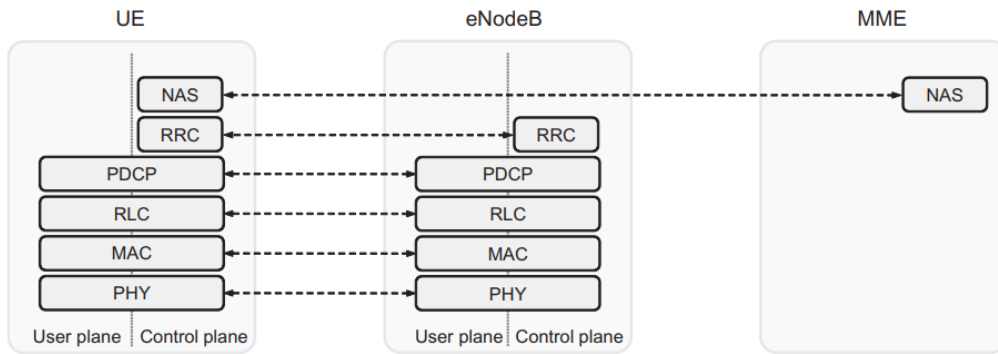 UE eNodeB MME
NAS NAS
RRC RRC
PDCP PDCP
RLC RLC
MAC MAC
PHY PHY
User plane Control plane User plane Control plane